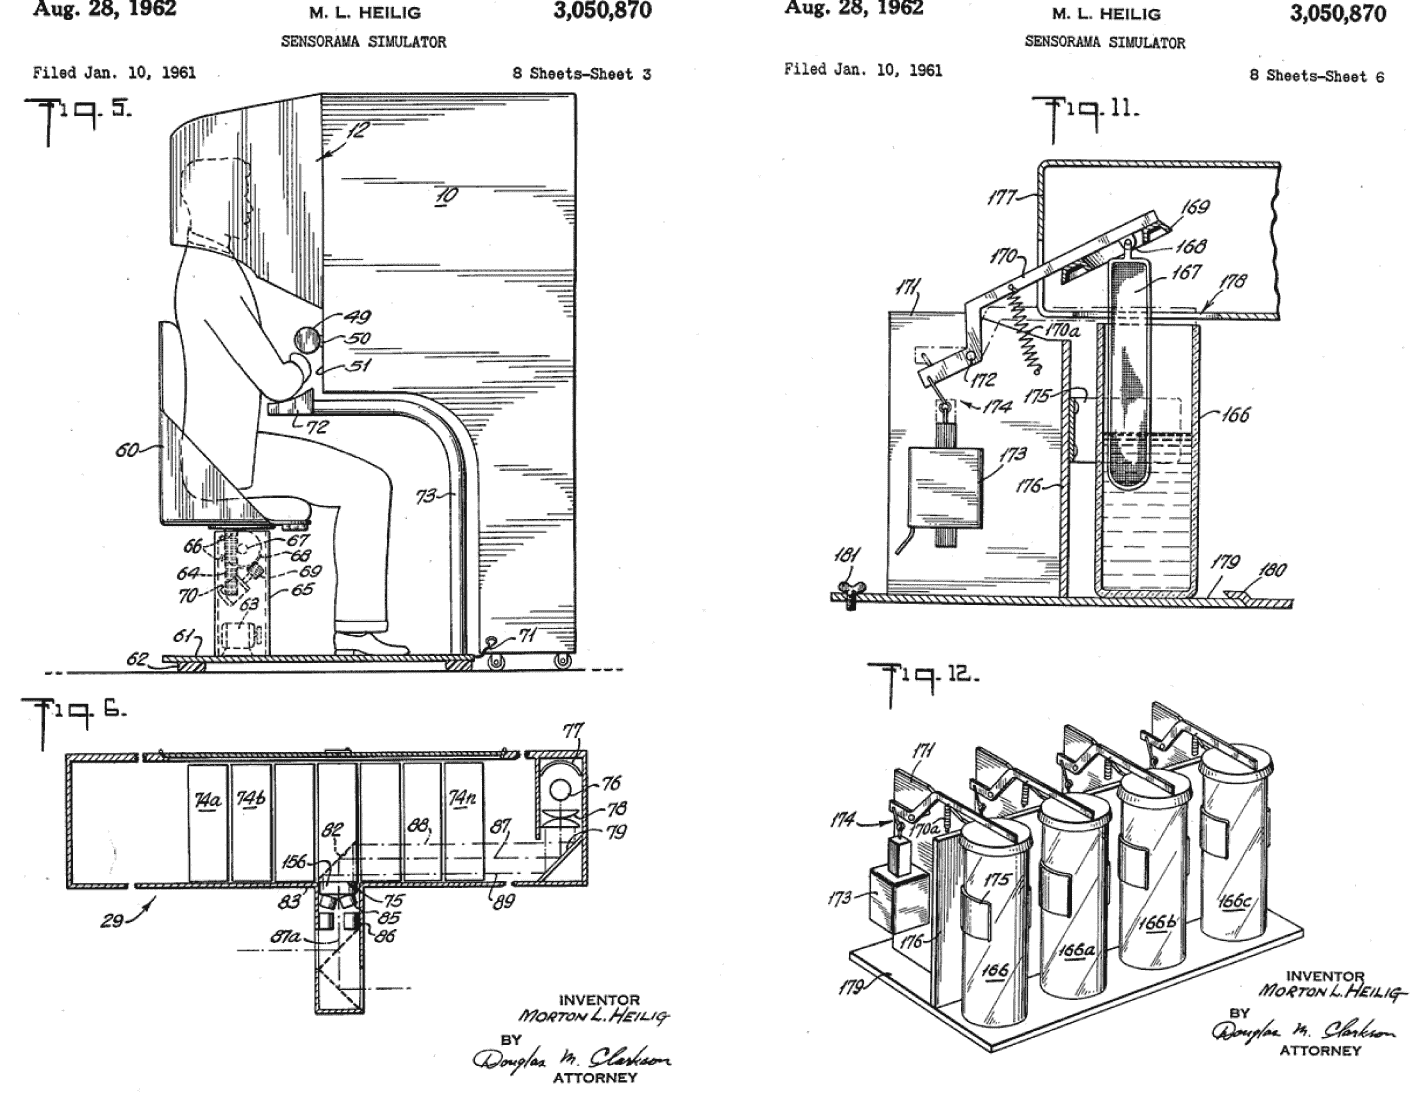 Aug. 28, 1962
M. L. HEILIG
3,050,870
SENSORAMA SIMULATOR
Filed Jan. 10, 1961
8 Sheets-Sheet 3
Fig. 5.
12
10
49
50
51
72
60
73
66
67
68
64
69
70
65
63
61
62
71
Fig. 6.
77
74a
74b
74n
76
78
82
88
87
79
156
29
83
75
89
85
87a
86
INVENTOR
MORTON L. HEILIG
BY
Douglas M. Clarkson
ATTORNEY
Aug. 28, 1962
M. L. HEILIG
3,050,870
SENSORAMA SIMULATOR
Filed Jan. 10, 1961
8 Sheets-Sheet 6
Fig. 11.
177
169
170
168
167
171
178
170a
172
175
174
166
173
176
181
179
180
Fig. 12.
171
174
170a
173
175
176
166
166a
166b
166c
179
INVENTOR
MORTON L. HEILIG
BY
Douglas M. Clarkson
ATTORNEY